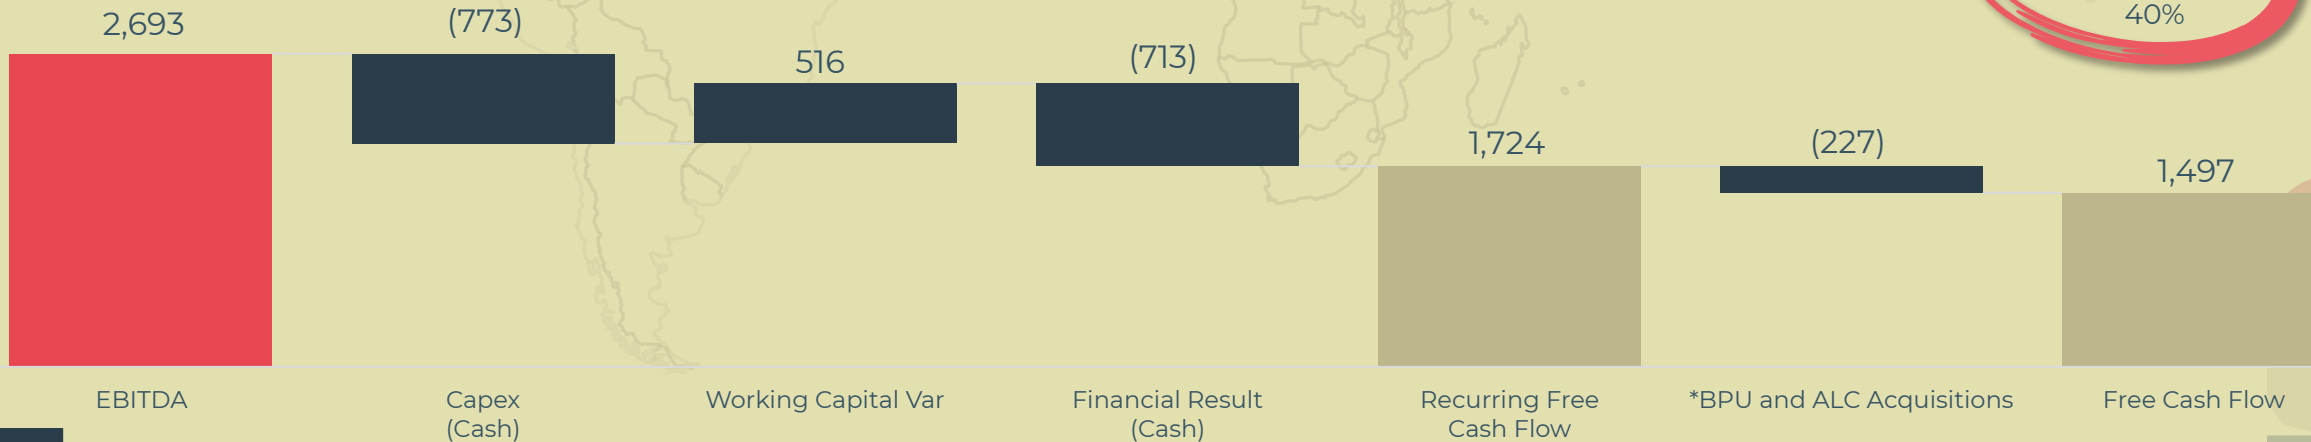 40%
2,693
(773)
516
(713)
1,724
(227)
1,497
EBITDA
Capex
(Cash)
Working Capital Var
Financial Result
(Cash)
Recurring Free
Cash Flow
*BPU and ALC Acquisitions
Free Cash Flow